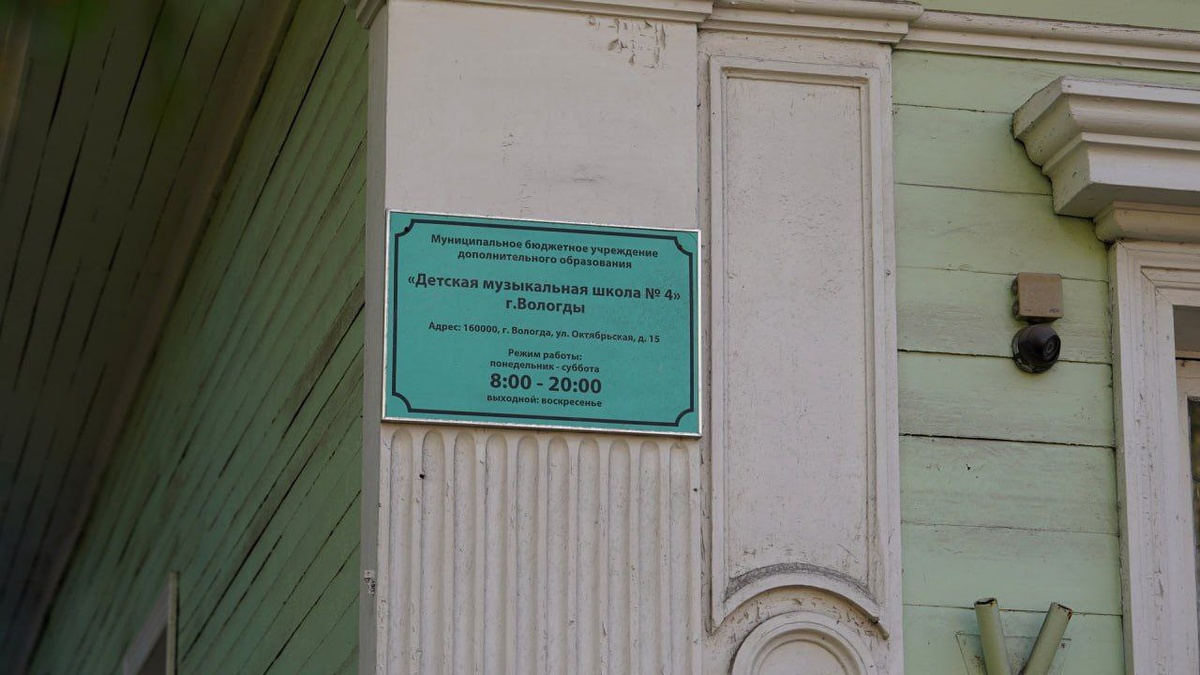 Муниципальное бюджетное учреждение
дополнительного образования
«Детская музыкальная школа № 4»
г.Вологды
Адрес: 160000, г. Вологда, ул. Октябрьская, д. 15
Режим работы:
понедельник - суббота
8:00 - 20:00
выходной: воскресенье